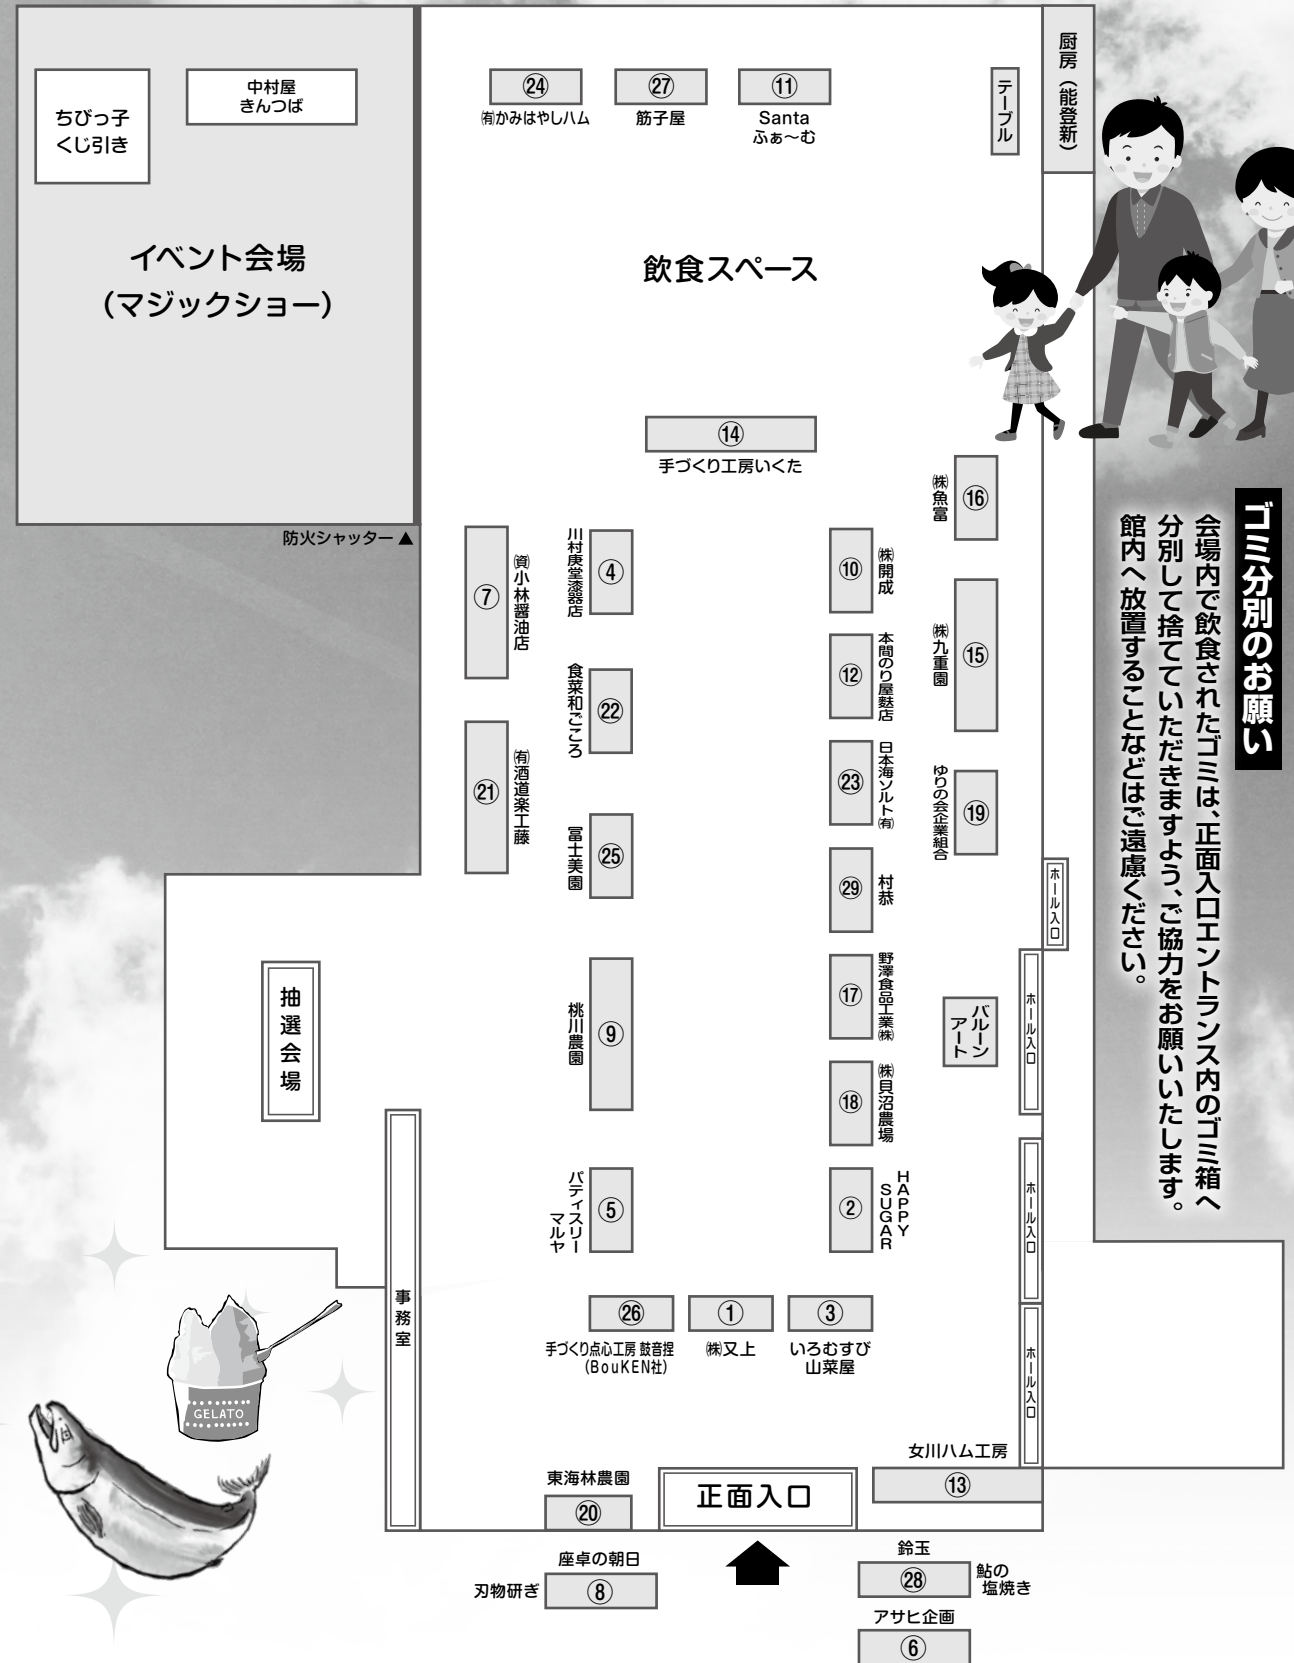 ちびっ子
くじ引き
中村屋
きんつば
イベント会場
(マジックショー)
防火シャッター▲
㉔
㈲かみはやしハム
㉗
筋子屋
⑪
Santa
ふぁ〜む
テーブル
厨房(能登新)
飲食スペース
⑭
手づくり工房いくた
⑯
㈱魚富
⑦
㈾小林醤油店
④
川村庚堂漆器店
⑩
㈱開成
⑮
㈱九重園
㉒
食菜和ごころ
⑫
本間のり屋麩店
㉑
㈲酒道楽工藤
㉓
日本海ソルト㈲
⑲
ゆりの会企業組合
㉕
冨士美園
㉙
村恭
ホール入口
⑨
桃川農園
⑰
野澤食品工業㈱
バルーン
アート
ホール入口
⑱
㈱貝沼農場
⑤
パティスリー
マルヤ
②
HAPPY
SUGAR
ホール入口
抽選会場
事務室
㉖
手づくり点心工房 鼓音捏
(BouKEN社)
①
㈱又上
③
いろむすび
山菜屋
ホール入口
女川ハム工房
⑬
東海林農園
⑳
正面入口
座卓の朝日
刃物研ぎ
⑧
鈴玉
㉘
鮎の
塩焼き
アサヒ企画
⑥
GELATO
ゴミ分別のお願い
会場内で飲食されたゴミは、正面入口エントランス内のゴミ箱へ
分別して捨てていただきますよう、ご協力をお願いいたします。
館内へ放置することなどはご遠慮ください。